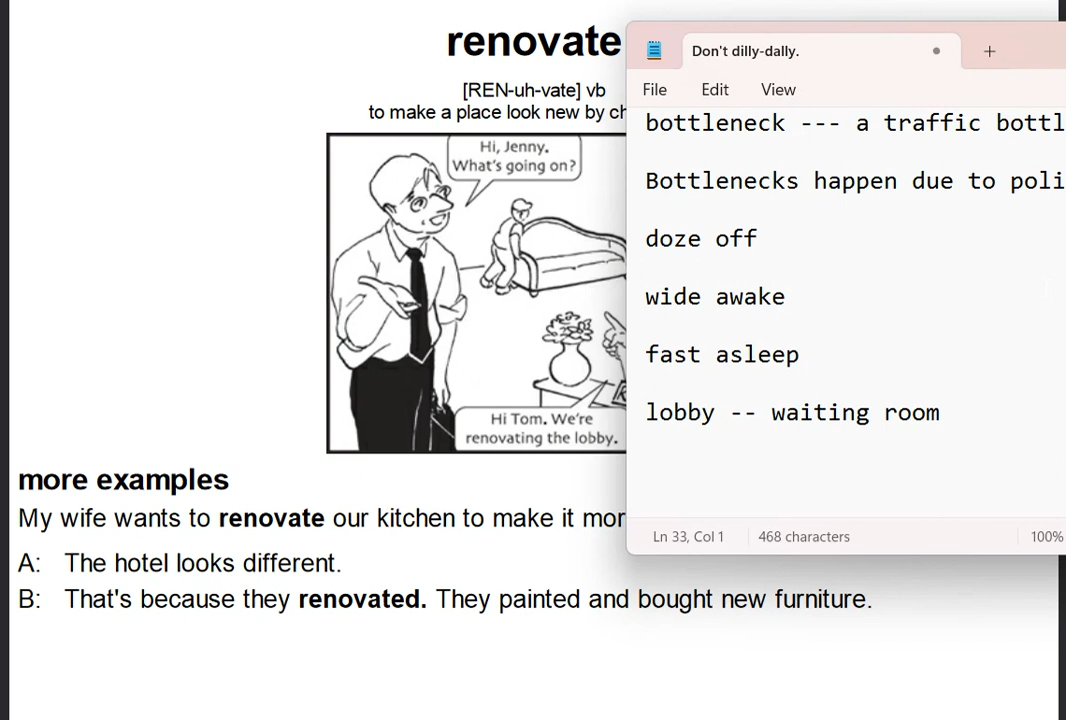 renovate
[REN-uh-vate] vb
to make a place look new by ch
Hi, Jenny.
What's going on?
Hi Tom. We're
renovating the lobby.
more examples
My wife wants to renovate our kitchen to make it mor
A: The hotel looks different.
B: That's because they renovated. They painted and bought new furniture.
Don't dilly-dally.
File Edit View
bottleneck --- a traffic bottl
Bottlenecks happen due to poli
doze off
wide awake
fast asleep
lobby -- waiting room
Ln 33, Col 1 468 characters 100%